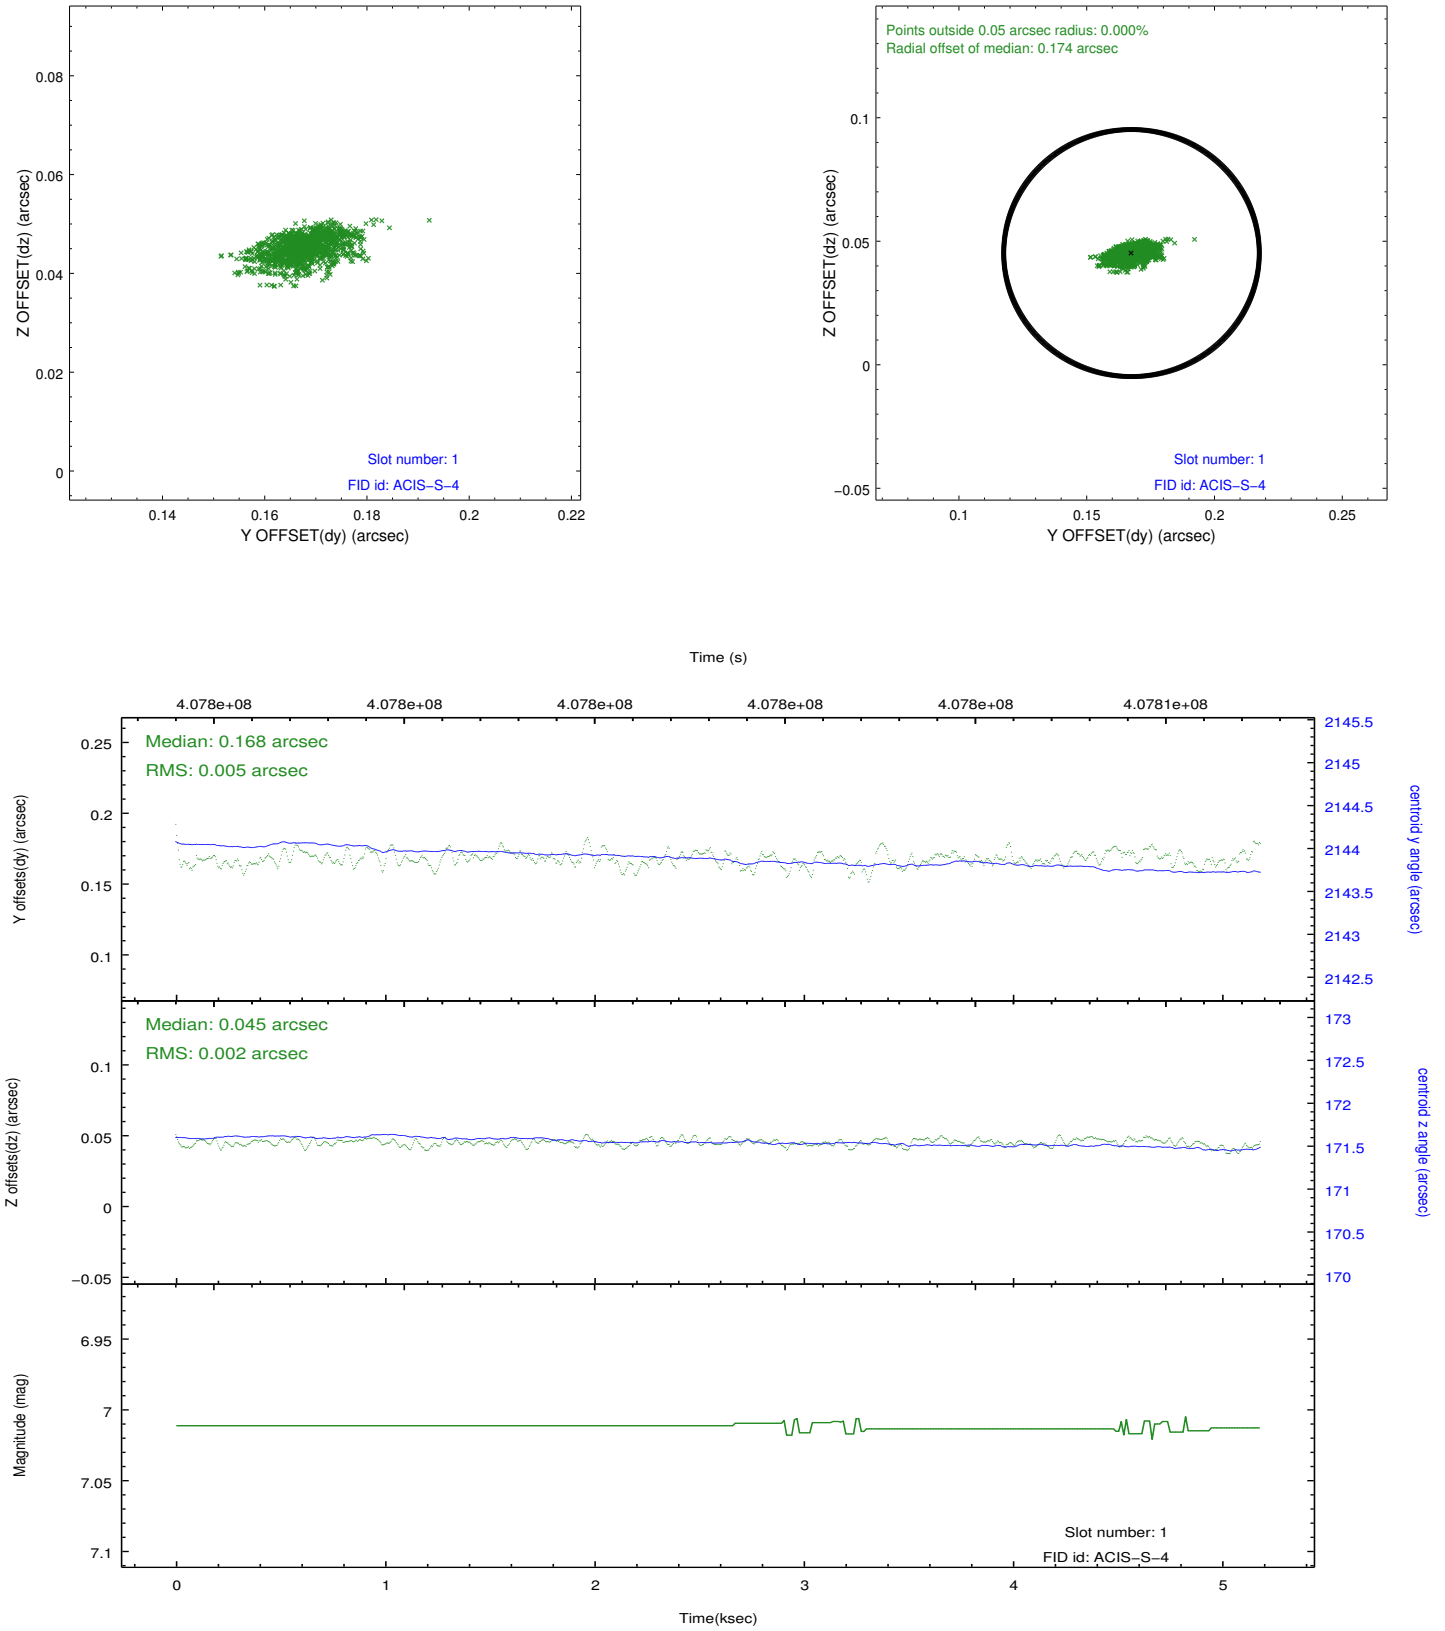 0.08
0.06
0.04
0.02
0
Z OFFSET(dz) (arcsec)
Slot number: 1
FID id: ACIS−S−4
0.14 0.16 0.18 0.2 0.22
Y OFFSET(dy) (arcsec)
Points outside 0.05 arcsec radius: 0.000%
Radial offset of median: 0.174 arcsec
0.1
0.05
0
−0.05
Z OFFSET(dz) (arcsec)
Slot number: 1
FID id: ACIS−S−4
0.1 0.15 0.2 0.25
Y OFFSET(dy) (arcsec)
Time (s)
4.078e+08 4.078e+08 4.078e+08 4.078e+08 4.078e+08 4.0781e+08
Median: 0.168 arcsec
RMS: 0.005 arcsec
0.25
0.2
0.15
0.1
Y offsets(dy) (arcsec)
2145.5
2145
2144.5
2144
2143.5
2143
2142.5
centroid y angle (arcsec)
Median: 0.045 arcsec
RMS: 0.002 arcsec
0.1
0.05
0
−0.05
Z offsets(dz) (arcsec)
173
172.5
172
171.5
171
170.5
170
centroid z angle (arcsec)
6.95
7
7.05
7.1
Magnitude (mag)
Slot number: 1
FID id: ACIS−S−4
0 1 2 3 4 5
Time(ksec)